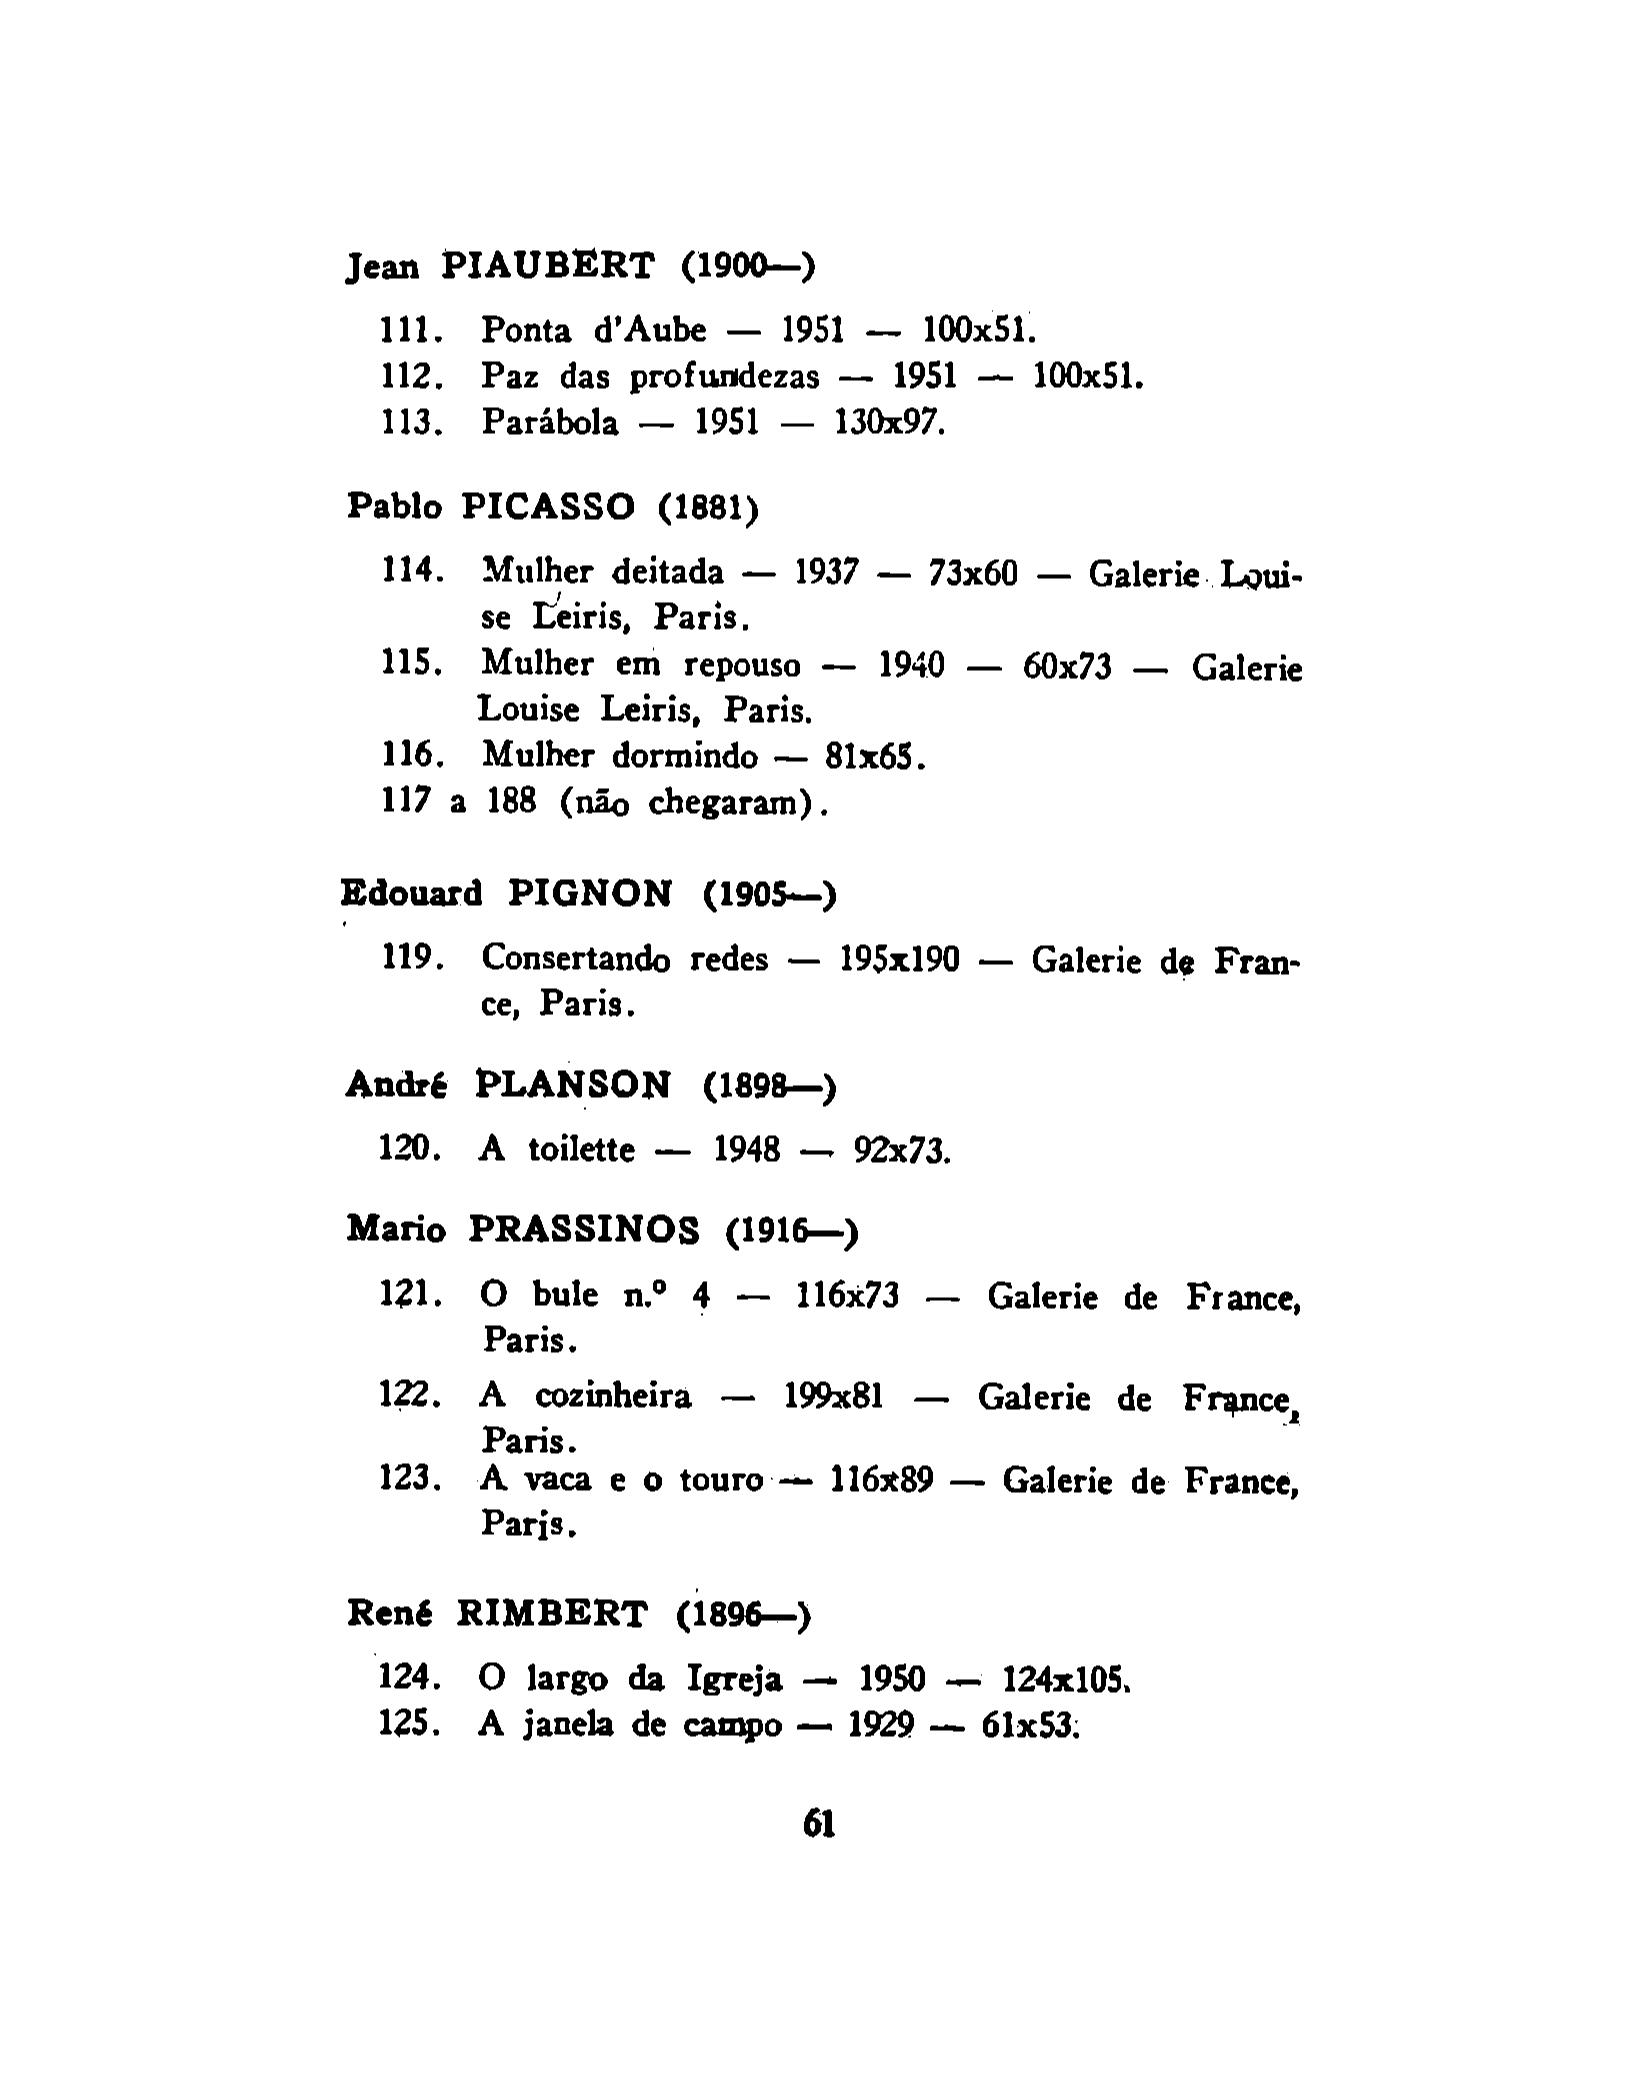 Jean PIAUBERT (1900—)
111. Ponta d'Aube — 1951 — 100x51.
112. Paz das profundezas — 1951 — 100x51.
113. Parábola — 1951 — 130x97.
Pablo PICASSO (1881)
114. Mulher deitada — 1937 — 73x60 — Galerie Loui-
se Leiris, Paris.
115. Mulher em repouso — 1940 — 60x73 — Galerie
Louise Leiris, Paris.
116. Mulher dormindo — 81x65.
117 a 188 (não chegaram).
Edouard PIGNON (1905—)
119. Consertando redes — 195x190 — Galerie de Fran-
ce, Paris.
André PLANSON (1898—)
120. A toilette — 1948 — 92x73.
Mario PRASSINOS (1916—)
121. O bule n.º 4 — 116x73 — Galerie de France,
Paris.
122. A cozinheira — 199x81 — Galerie de France,
Paris.
123. A vaca e o touro — 116x89 — Galerie de France,
Paris.
René RIMBERT (1896—)
124. O largo da Igreja — 1950 — 124x105.
125. A janela de campo — 1929 — 61x53.
61